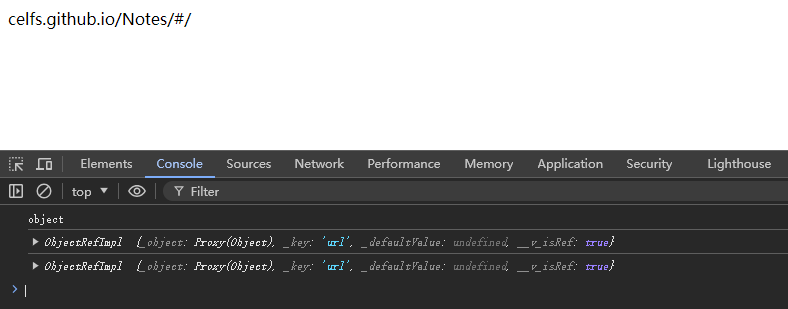 celfs.github.io/Notes/#/
Elements Console Sources Network Performance Memory Application Security Lighthouse
top Filter
object
ObjectRefImpl {_object: Proxy(Object), _key: 'url', _defaultValue: undefined, __v_isRef: true}
ObjectRefImpl {_object: Proxy(Object), _key: 'url', _defaultValue: undefined, __v_isRef: true}